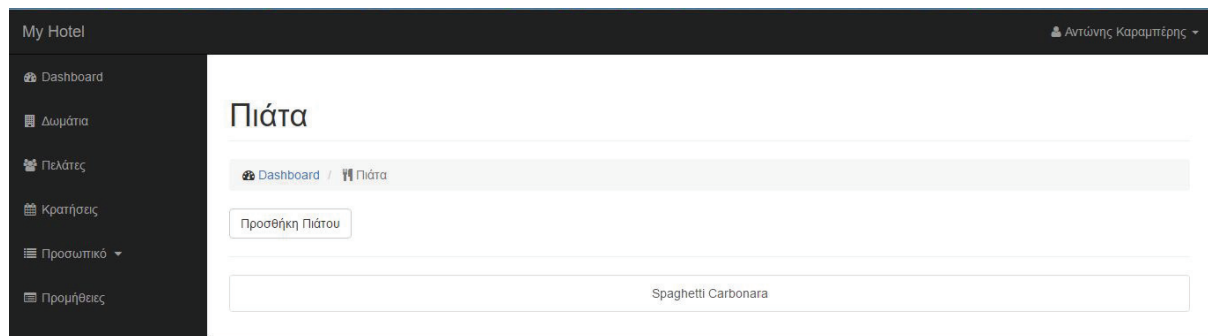 My Hotel
Αντώνης Καραμπέρης
Dashboard
Δωμάτια
Πελάτες
Κρατήσεις
Προσωπικό
Προμήθειες
Πιάτα
Dashboard / Πιάτα
Προσθήκη Πιάτου
Spaghetti Carbonara